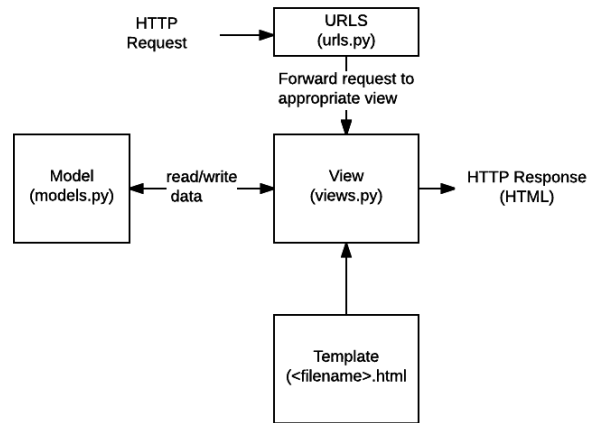 HTTP
Request
URLS
(urls.py)
Forward request to
appropriate view
Model
(models.py)
read/write
data
View
(views.py)
HTTP Response
(HTML)
Template
(<filename>.html